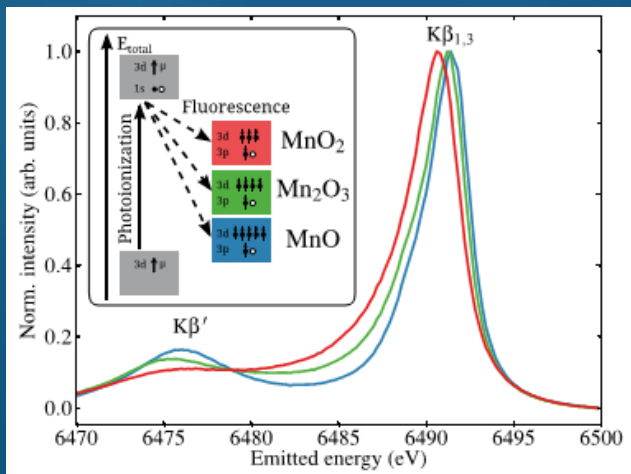 Kβ1,3
Etotal
3d μ
1s
Fluorescence
3d
3p
MnO2
3d
3p
Mn2O3
3d
3p
MnO
Photoionization
3d μ
Kβ′
Norm. intensity (arb. units)
1.0
0.8
0.6
0.4
0.2
0.0
6470 6475 6480 6485 6490 6495 6500
Emitted energy (eV)